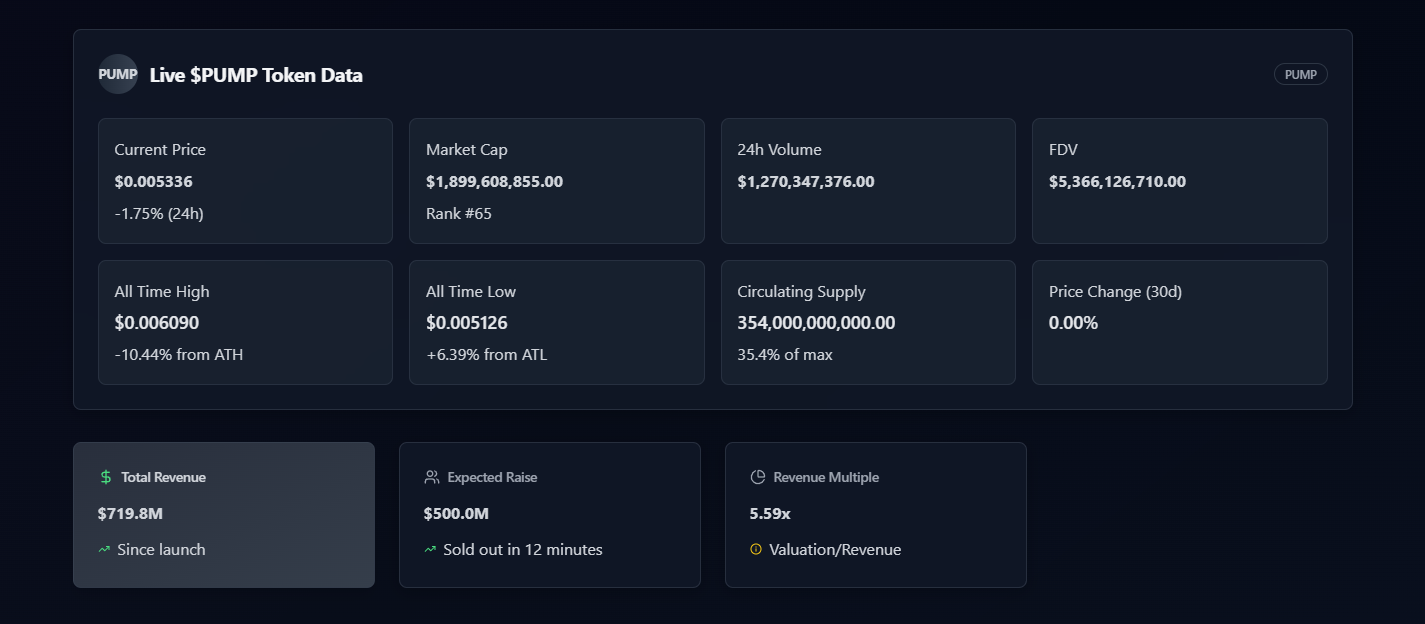 PUMP Live $PUMP Token Data PUMP
Current Price
$0.005336
-1.75% (24h)
Market Cap
$1,899,608,855.00
Rank #65
24h Volume
$1,270,347,376.00
FDV
$5,366,126,710.00
All Time High
$0.006090
-10.44% from ATH
All Time Low
$0.005126
+6.39% from ATL
Circulating Supply
354,000,000,000.00
35.4% of max
Price Change (30d)
0.00%
Total Revenue
$719.8M
Since launch
Expected Raise
$500.0M
Sold out in 12 minutes
Revenue Multiple
5.59x
Valuation/Revenue